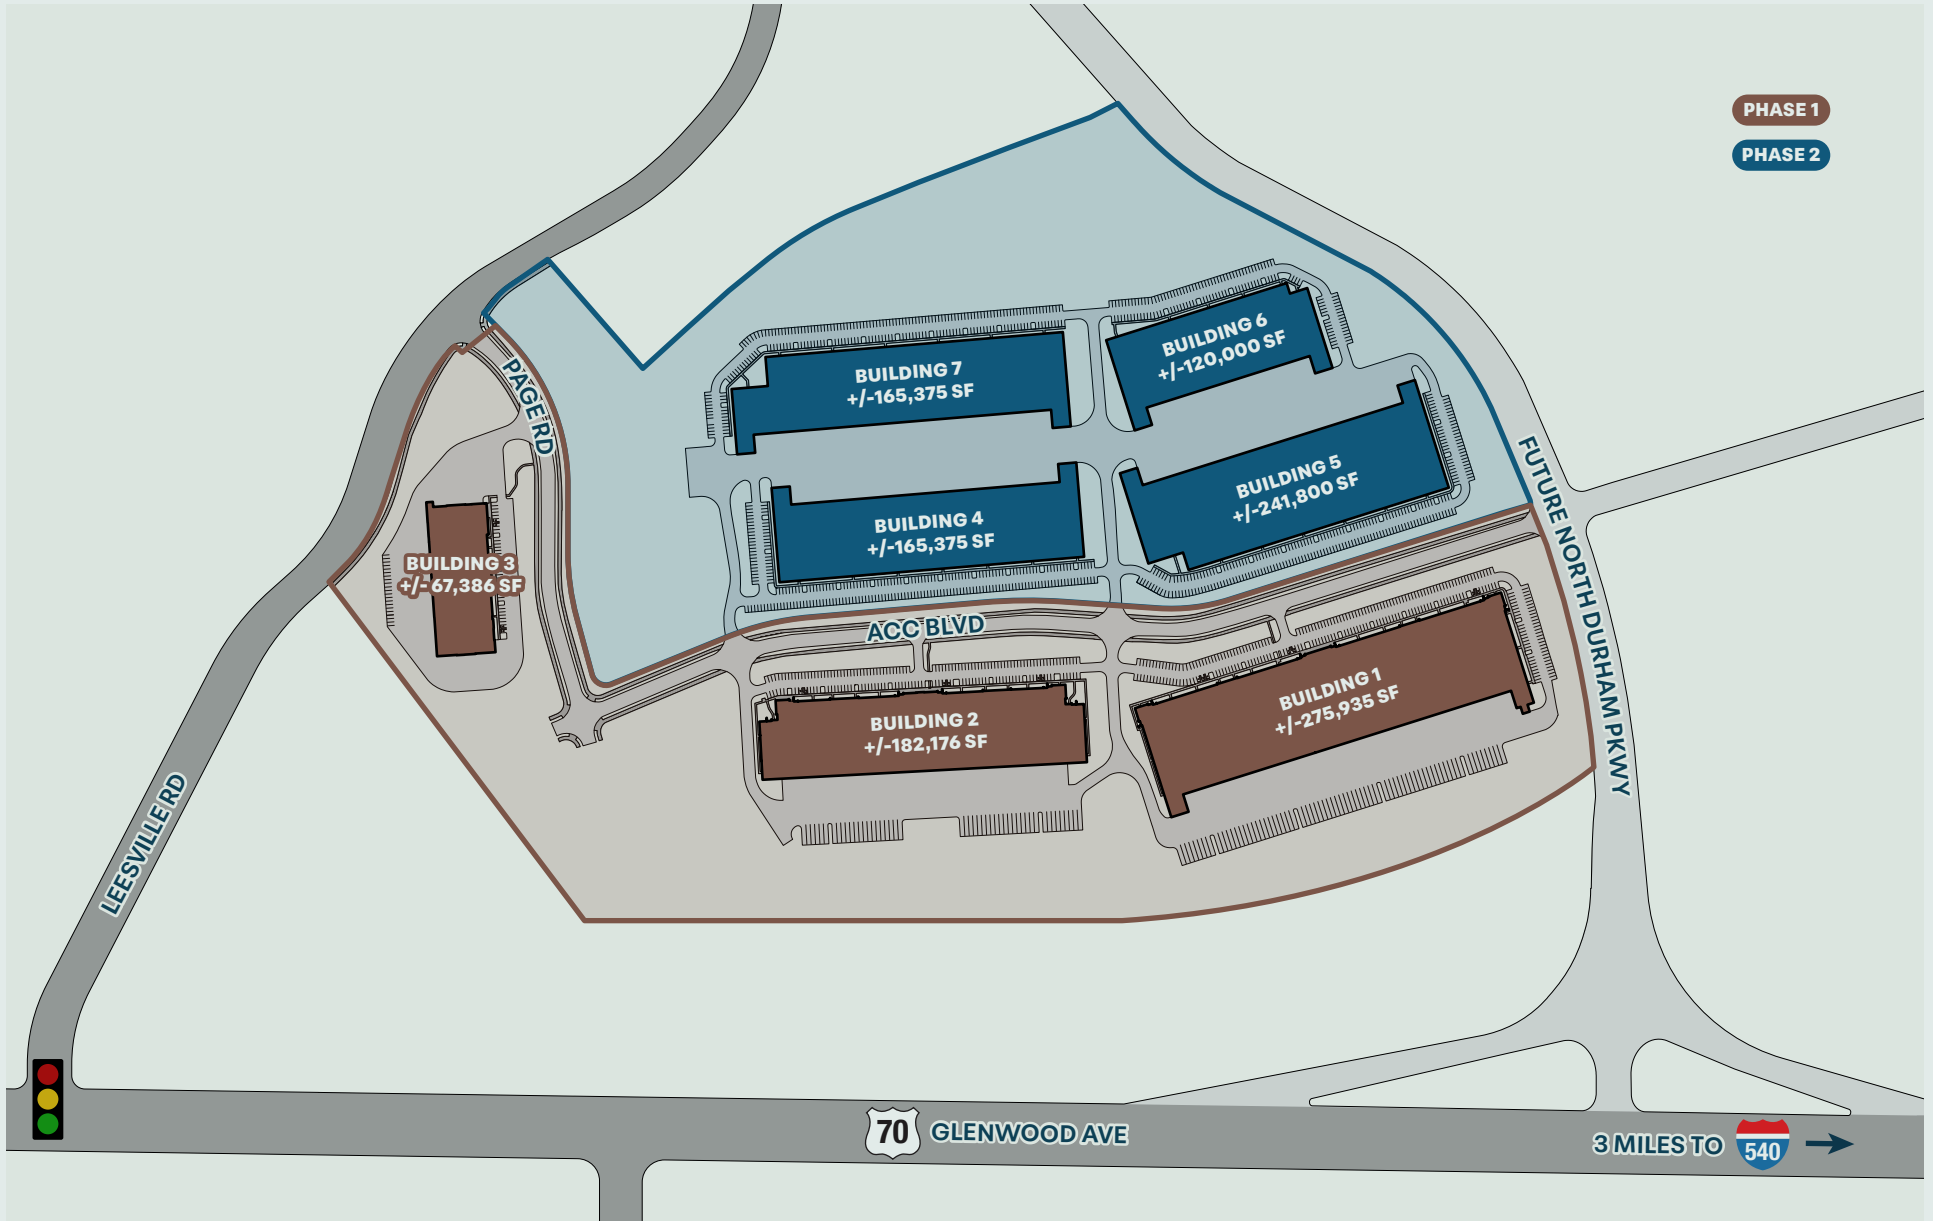 PHASE 1
PHASE 2
BUILDING 6
+/-120,000 SF
BUILDING 7
+/-165,375 SF
PAGE RD
BUILDING 5
+/-241,800 SF
BUILDING 4
+/-165,375 SF
FUTURE NORTH DURHAM PKWY
BUILDING 3
+/-67,386 SF
ACC BLVD
BUILDING 1
+/-275,935 SF
BUILDING 2
+/-182,176 SF
LEESVILLE RD
70
GLENWOOD AVE
3 MILES TO
540